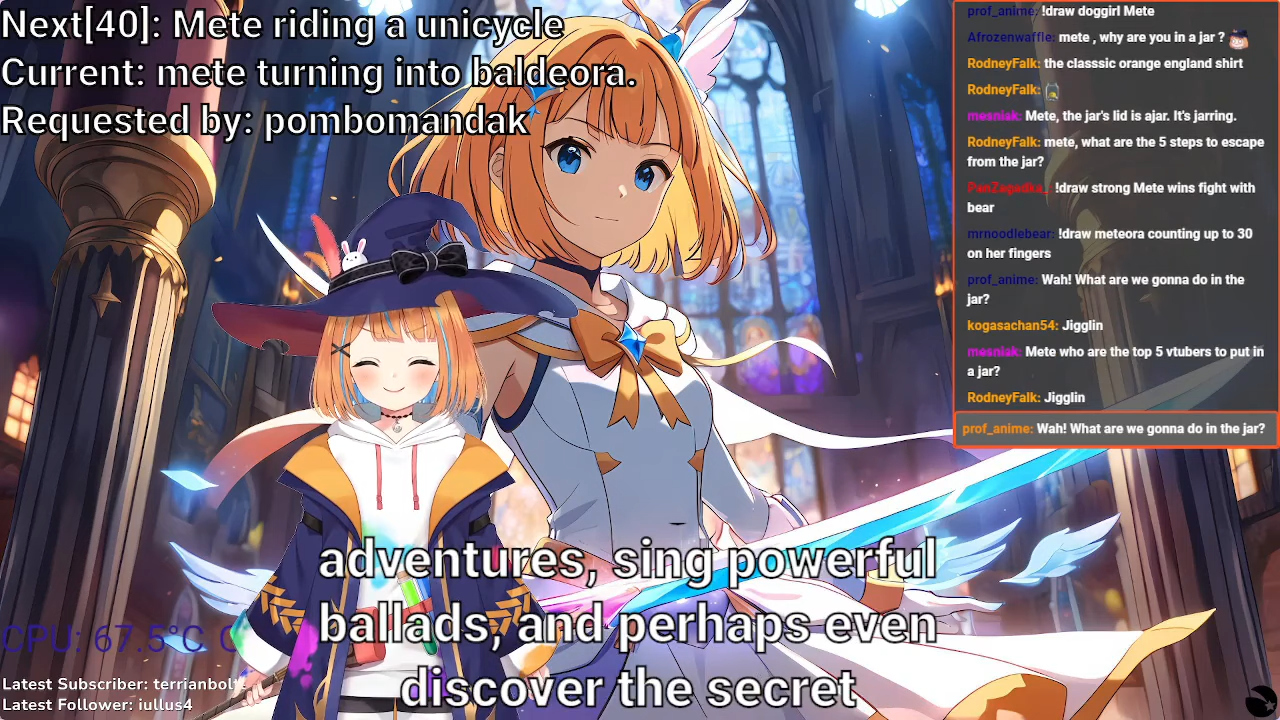 Next[40]: Mete riding a unicycle
Current: mete turning into baldeora.
Requested by: pombomandak
prof_anime: !draw doggirl Mete
Afrozenwaffle: mete , why are you in a jar ?
RodneyFalk: the classsic orange england shirt
RodneyFalk:
mesniak: Mete, the jar's lid is ajar. It's jarring.
RodneyFalk: mete, what are the 5 steps to escape
from the jar?
PanZagadka_: !draw strong Mete wins fight with
bear
mrnoodlebear: !draw meteora counting up to 30
on her fingers
prof_anime: Wah! What are we gonna do in the
jar?
kogasachan54: Jigglin
mesniak: Mete who are the top 5 vtubers to put in
a jar?
RodneyFalk: Jigglin
prof_anime: Wah! What are we gonna do in the jar?
adventures, sing powerful
ballads, and perhaps even
discover the secret
CPU: 67.5°C
Latest Subscriber:
Latest Follower: iullus4